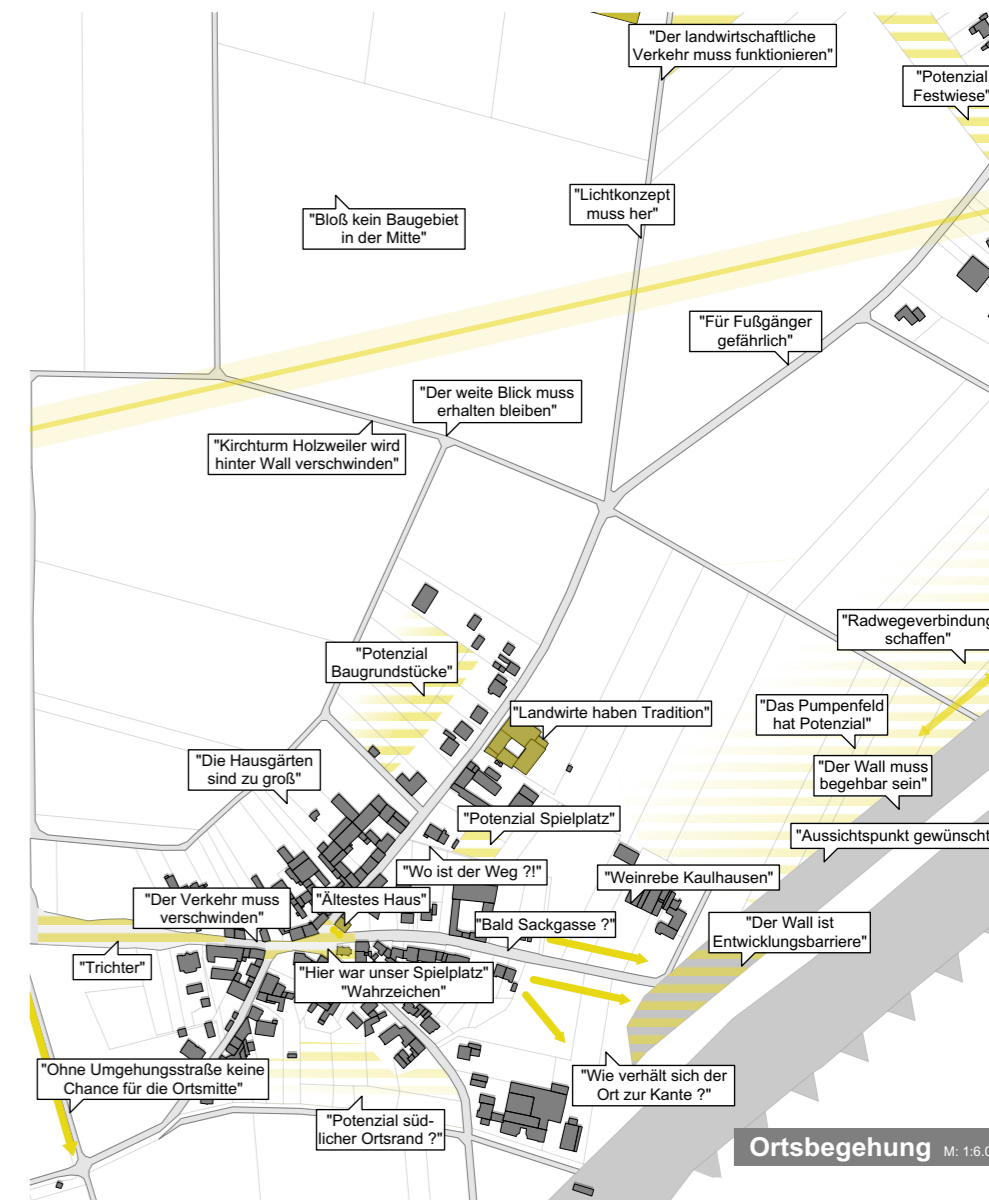 "Der landwirtschaftliche
Verkehr muss funktionieren"
"Potenzial
Festwiese"
"Lichtkonzept
muss her"
"Bloß kein Baugebiet
in der Mitte"
"Für Fußgänger
gefährlich"
"Der weite Blick muss
erhalten bleiben"
"Kirchturm Holzweiler wird
hinter Wall verschwinden"
"Radwegeverbindung
schaffen"
"Potenzial
Baugrundstücke"
"Landwirte haben Tradition"
"Das Pumpenfeld
hat Potenzial"
"Die Hausgärten
sind zu groß"
"Der Wall muss
begehbar sein"
"Potenzial Spielplatz"
"Aussichtspunkt gewünscht
"Wo ist der Weg ?!"
"Weinrebe Kaulhausen"
"Der Verkehr muss
verschwinden"
"Ältestes Haus"
"Bald Sackgasse ?"
"Der Wall ist
Entwicklungsbarriere"
"Trichter"
"Hier war unser Spielplatz"
"Wahrzeichen"
"Ohne Umgehungsstraße keine
Chance für die Ortsmitte"
"Wie verhält sich der
Ort zur Kante ?"
"Potenzial süd-
licher Ortsrand ?"
Ortsbegehung M: 1:6.0